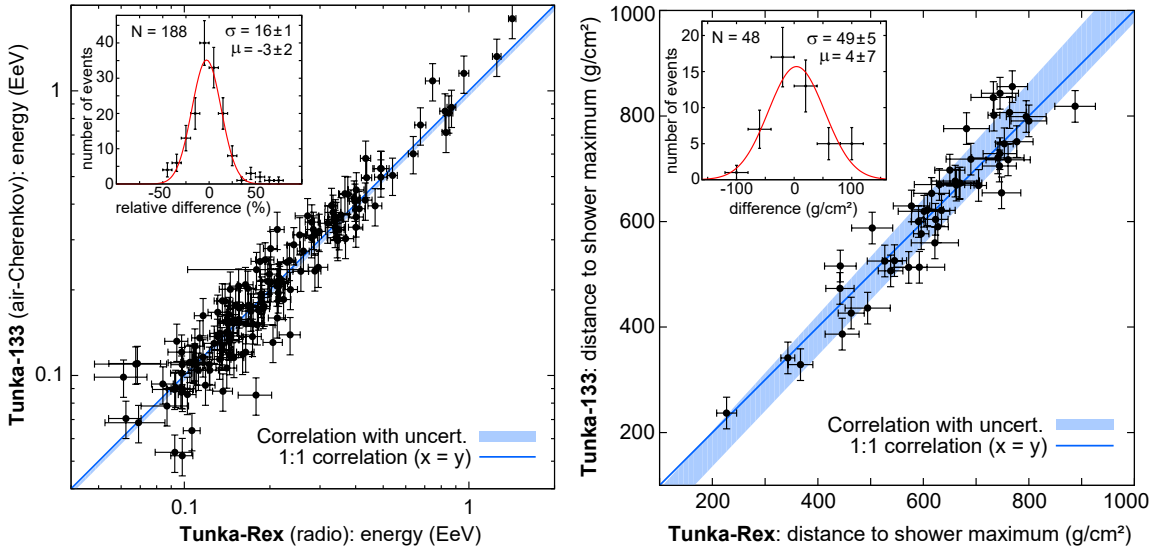 Tunka-133 (air-Cherenkov): energy (EeV)
1
0.1
number of events
40
30
20
10
0
N = 188
σ = 16±1
μ = -3±2
-50
0
50
relative difference (%)
Correlation with uncert.
1:1 correlation (x = y)
0.1
1
Tunka-Rex (radio): energy (EeV)
Tunka-133: distance to shower maximum (g/cm²)
1000
800
600
400
200
number of events
20
15
10
5
0
N = 48
σ = 49±5
μ = 4±7
-100
0
100
difference (g/cm²)
Correlation with uncert.
1:1 correlation (x = y)
200
400
600
800
1000
Tunka-Rex: distance to shower maximum (g/cm²)